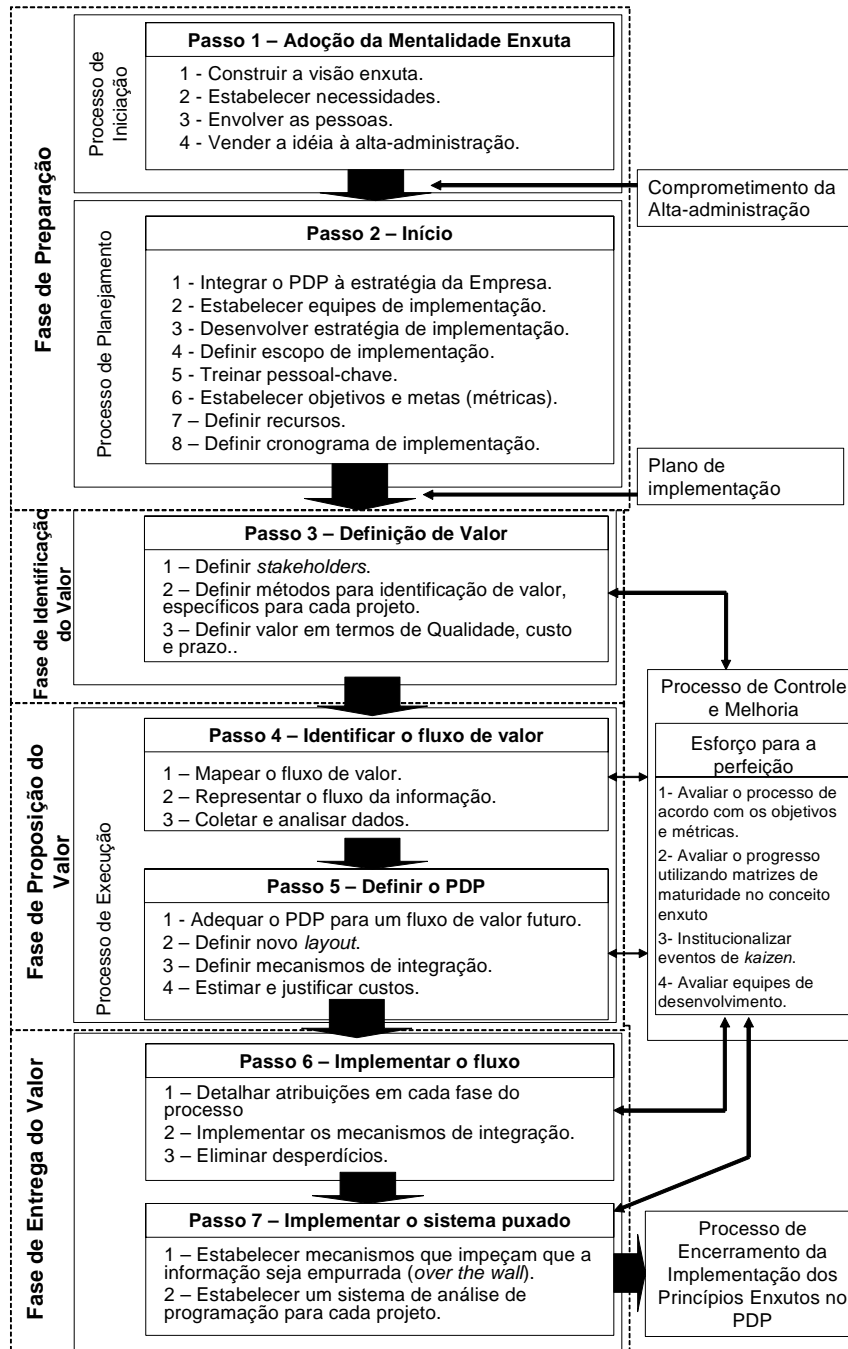 Fase de Preparação
Processo de
Iniciação
Passo 1 – Adoção da Mentalidade Enxuta
1 - Construir a visão enxuta.
2 - Estabelecer necessidades.
3 - Envolver as pessoas.
4 - Vender a idéia à alta-administração.
Comprometimento da
Alta-administração
Processo de Planejamento
Passo 2 – Início
1 - Integrar o PDP à estratégia da Empresa.
2 - Estabelecer equipes de implementação.
3 - Desenvolver estratégia de implementação.
4 - Definir escopo de implementação.
5 - Treinar pessoal-chave.
6 - Estabelecer objetivos e metas (métricas).
7 – Definir recursos.
8 – Definir cronograma de implementação.
Plano de
implementação
Fase de Identificação
do Valor
Passo 3 – Definição de Valor
1 – Definir stakeholders.
2 – Definir métodos para identificação de valor,
específicos para cada projeto.
3 – Definir valor em termos de Qualidade, custo
e prazo..
Fase de Proposição do
Valor
Processo de Execução
Passo 4 – Identificar o fluxo de valor
1 – Mapear o fluxo de valor.
2 – Representar o fluxo da informação.
3 – Coletar e analisar dados.
Passo 5 – Definir o PDP
1 - Adequar o PDP para um fluxo de valor futuro.
2 – Definir novo layout.
3 – Definir mecanismos de integração.
4 – Estimar e justificar custos.
Processo de Controle
e Melhoria
Esforço para a
perfeição
1- Avaliar o processo de
acordo com os objetivos
e métricas.
2- Avaliar o progresso
utilizando matrizes de
maturidade no conceito
enxuto
3- Institucionalizar
eventos de kaizen.
4- Avaliar equipes de
desenvolvimento.
Fase de Entrega do Valor
Passo 6 – Implementar o fluxo
1 – Detalhar atribuições em cada fase do
processo
2 – Implementar os mecanismos de integração.
3 – Eliminar desperdícios.
Passo 7 – Implementar o sistema puxado
1 – Estabelecer mecanismos que impeçam que a
informação seja empurrada (over the wall).
2 – Estabelecer um sistema de análise de
programação para cada projeto.
Processo de
Encerramento da
Implementação dos
Princípios Enxutos no
PDP